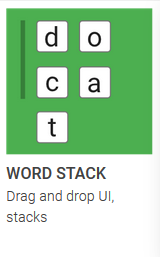 d o
c a
t
WORD STACK
Drag and drop UI,
stacks